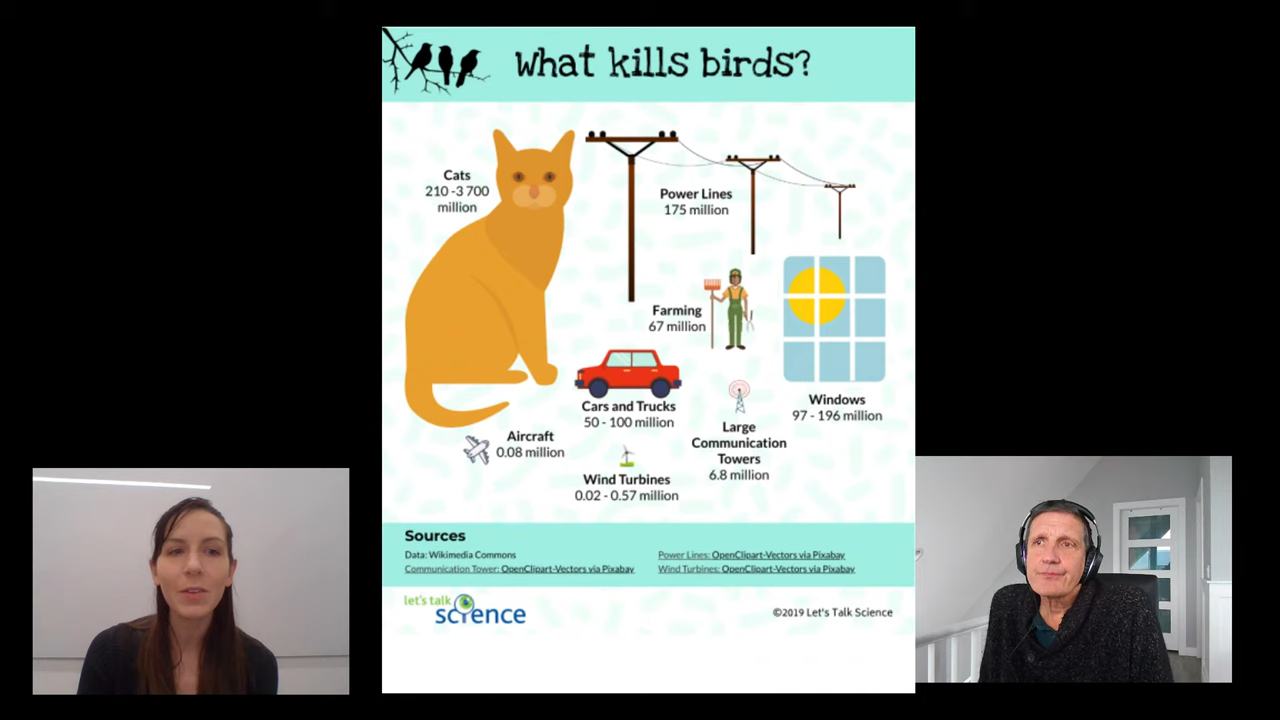 What kills birds?
Cats
210 -3 700
million
Power Lines
175 million
Farming
67 million
Cars and Trucks
50 - 100 million
Windows
97 - 196 million
Aircraft
0.08 million
Large
Communication
Towers
6.8 million
Wind Turbines
0.02 - 0.57 million
Sources
Data: Wikimedia Commons
Communication Tower: OpenClipart-Vectors via Pixabay
Power Lines: OpenClipart-Vectors via Pixabay
Wind Turbines: OpenClipart-Vectors via Pixabay
let's talk
science
©2019 Let's Talk Science